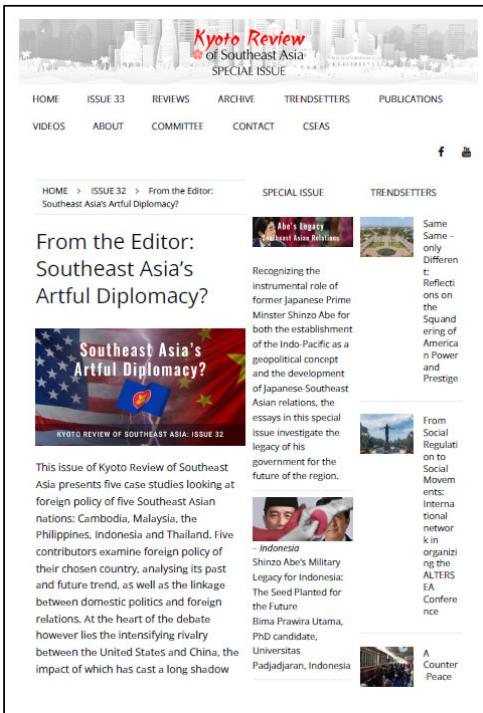 Kyoto Review
of Southeast Asia
SPECIAL ISSUE
HOME ISSUE 33 REVIEWS ARCHIVE TRENDSETTERS PUBLICATIONS
VIDEOS ABOUT COMMITTEE CONTACT CSEAS
HOME > ISSUE 32 > From the Editor:
Southeast Asia's Artful Diplomacy?
From the Editor:
Southeast Asia's
Artful Diplomacy?
Southeast Asia's
Artful Diplomacy?
KYOTO REVIEW OF SOUTHEAST ASIA: ISSUE 32
This issue of Kyoto Review of Southeast
Asia presents five case studies looking at
foreign policy of five Southeast Asian
nations: Cambodia, Malaysia, the
Philippines, Indonesia and Thailand. Five
contributors examine foreign policy of
their chosen country, analysing its past
and future trend, as well as the linkage
between domestic politics and foreign
relations. At the heart of the debate
however lies the intensifying rivalry
between the United States and China, the
impact of which has cast a long shadow
SPECIAL ISSUE
Abe's Legacy
Southeast Asian Relations
Recognizing the
instrumental role of
former Japanese Prime
Minster Shinzo Abe for
both the establishment
of the Indo-Pacific as a
geopolitical concept
and the development
of Japanese-Southeast
Asian relations, the
essays in this special
issue investigate the
legacy of his
government for the
future of the region.
– Indonesia
Shinzo Abe's Military
Legacy for Indonesia:
The Seed Planted for
the Future
Bima Prawira Utama,
PhD candidate,
Universitas
Padjadjaran, Indonesia
TRENDSETTERS
Same
Same –
only
Differen
t:
Reflecti
ons on
the
Squand
ering of
America
n Power
and
Prestige
From
Social
Regulati
on to
Social
Movem
ents:
Interna
tional
networ
k in
organizi
ng the
ALTERS
EA
Confere
nce
A
Counter
-Peace